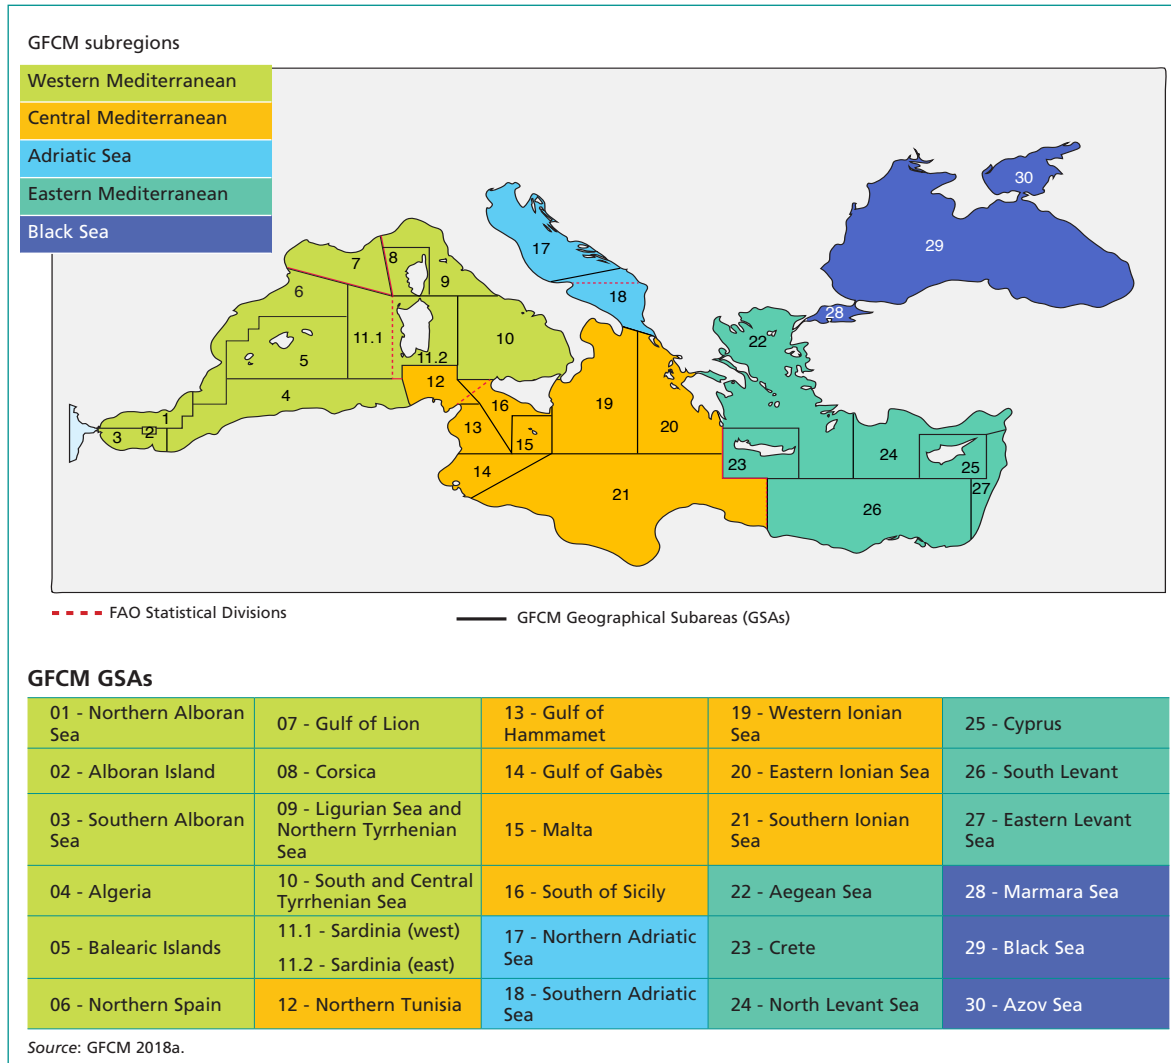 GFCM subregions
Western Mediterranean
Central Mediterranean
Adriatic Sea
Eastern Mediterranean
Black Sea
30
29
28
17
18
7
8
9
6
11.1
11.2
10
5
4
12
16
13
15
14
19
20
21
22
23
24
25
26
27
1
2
3
FAO Statistical Divisions
GFCM Geographical Subareas (GSAs)
GFCM GSAs
01 - Northern Alboran
Sea
07 - Gulf of Lion
13 - Gulf of
Hammamet
19 - Western Ionian
Sea
25 - Cyprus
02 - Alboran Island
08 - Corsica
14 - Gulf of Gabès
20 - Eastern Ionian Sea
26 - South Levant
03 - Southern Alboran
Sea
09 - Ligurian Sea and
Northern Tyrrhenian
Sea
15 - Malta
21 - Southern Ionian
Sea
27 - Eastern Levant
Sea
04 - Algeria
10 - South and Central
Tyrrhenian Sea
16 - South of Sicily
22 - Aegean Sea
28 - Marmara Sea
05 - Balearic Islands
11.1 - Sardinia (west)
11.2 - Sardinia (east)
17 - Northern Adriatic
Sea
23 - Crete
29 - Black Sea
06 - Northern Spain
12 - Northern Tunisia
18 - Southern Adriatic
Sea
24 - North Levant Sea
30 - Azov Sea
Source: GFCM 2018a.